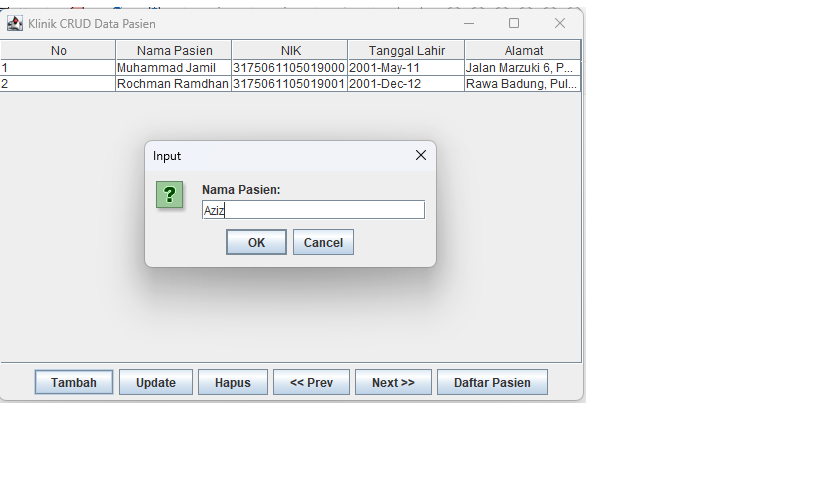 Klinik CRUD Data Pasien
No Nama Pasien NIK Tanggal Lahir Alamat
1 Muhammad Jamil 3175061105019000 2001-May-11 Jalan Marzuki 6, P...
2 Rochman Ramdhan 3175061105019001 2001-Dec-12 Rawa Badung, Pul...
Input
? Nama Pasien:
Aziz
OK Cancel
Tambah Update Hapus << Prev Next >> Daftar Pasien